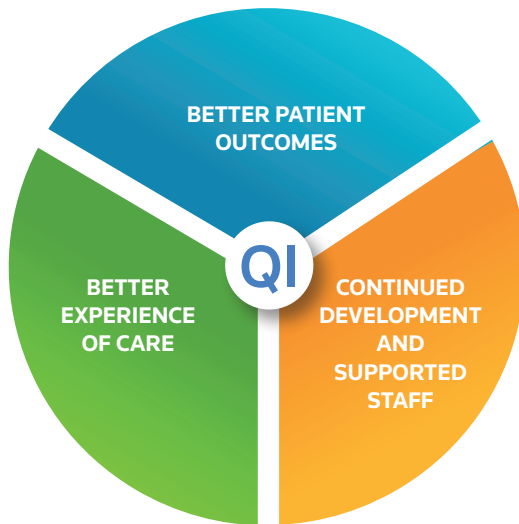 BETTER PATIENT
OUTCOMES
QI
BETTER
EXPERIENCE
OF CARE
CONTINUED
DEVELOPMENT
AND
SUPPORTED
STAFF